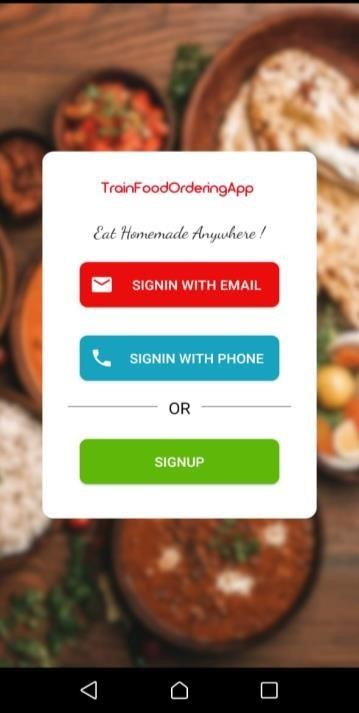 TrainFoodOrderingApp
Eat Homemade Anywhere !
SIGNIN WITH EMAIL
SIGNIN WITH PHONE
OR
SIGNUP